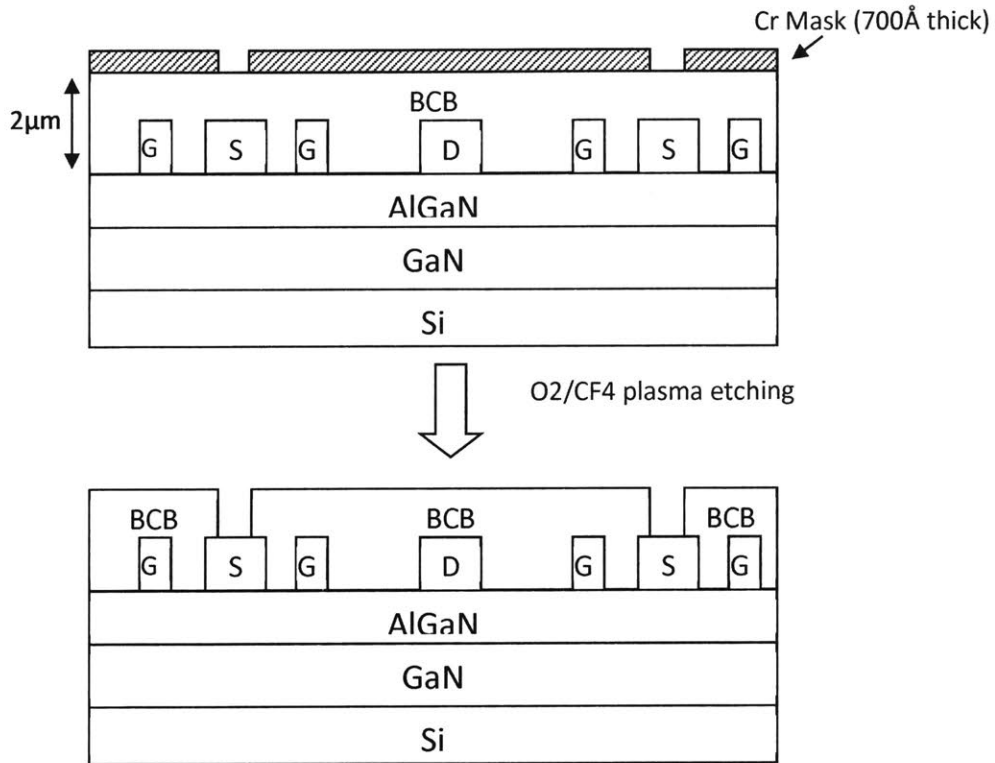 Cr Mask (700Å thick)
BCB
2µm
G S G D G S G
AlGaN
GaN
Si
O2/CF4 plasma etching
BCB BCB BCB
G S G D G S G
AlGaN
GaN
Si